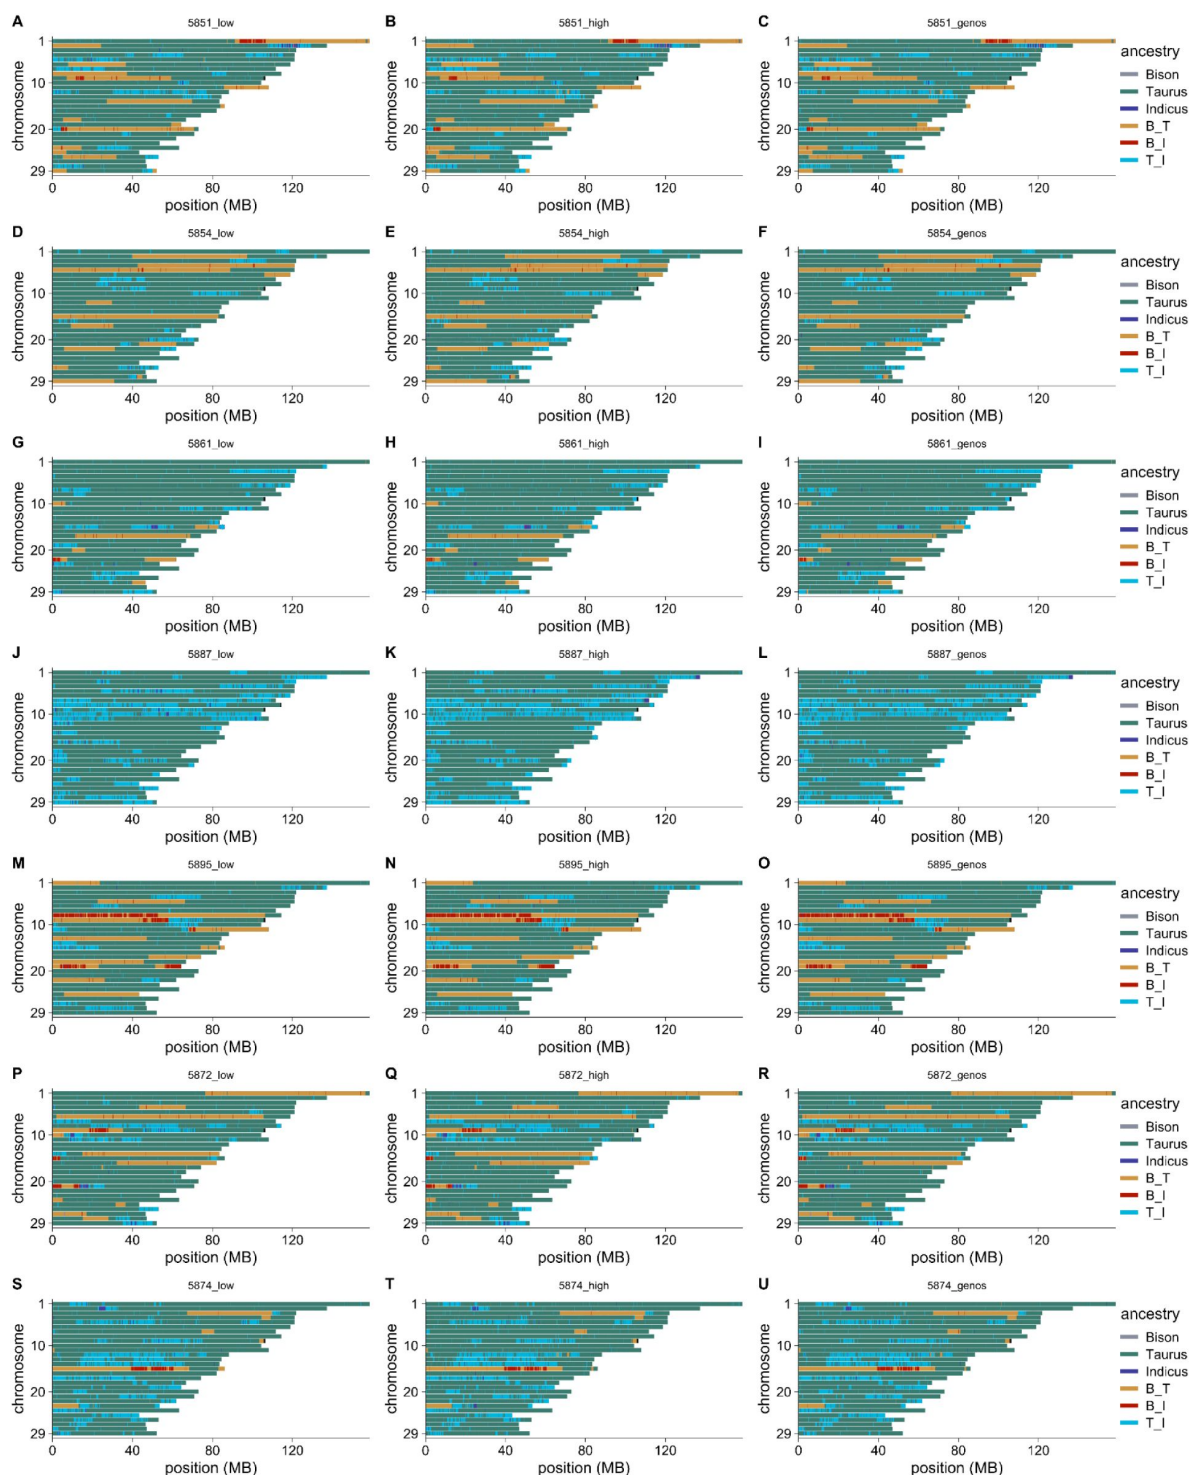 A 5851_low B 5851_high C 5851_genos
chromosome 1 10 20 29 chromosome 1 10 20 29 chromosome 1 10 20 29 ancestry
Bison
Taurus
Indicus
B_T
B_I
T_I
0 40 80 120 0 40 80 120 0 40 80 120
position (MB) position (MB) position (MB)
D 5854_low E 5854_high F 5854_genos
chromosome 1 10 20 29 chromosome 1 10 20 29 chromosome 1 10 20 29 ancestry
Bison
Taurus
Indicus
B_T
B_I
T_I
0 40 80 120 0 40 80 120 0 40 80 120
position (MB) position (MB) position (MB)
G 5861_low H 5861_high I 5861_genos
chromosome 1 10 20 29 chromosome 1 10 20 29 chromosome 1 10 20 29 ancestry
Bison
Taurus
Indicus
B_T
B_I
T_I
0 40 80 120 0 40 80 120 0 40 80 120
position (MB) position (MB) position (MB)
J 5887_low K 5887_high L 5887_genos
chromosome 1 10 20 29 chromosome 1 10 20 29 chromosome 1 10 20 29 ancestry
Bison
Taurus
Indicus
B_T
B_I
T_I
0 40 80 120 0 40 80 120 0 40 80 120
position (MB) position (MB) position (MB)
M 5895_low N 5895_high O 5895_genos
chromosome 1 10 20 29 chromosome 1 10 20 29 chromosome 1 10 20 29 ancestry
Bison
Taurus
Indicus
B_T
B_I
T_I
0 40 80 120 0 40 80 120 0 40 80 120
position (MB) position (MB) position (MB)
P 5872_low Q 5872_high R 5872_genos
chromosome 1 10 20 29 chromosome 1 10 20 29 chromosome 1 10 20 29 ancestry
Bison
Taurus
Indicus
B_T
B_I
T_I
0 40 80 120 0 40 80 120 0 40 80 120
position (MB) position (MB) position (MB)
S 5874_low T 5874_high U 5874_genos
chromosome 1 10 20 29 chromosome 1 10 20 29 chromosome 1 10 20 29 ancestry
Bison
Taurus
Indicus
B_T
B_I
T_I
0 40 80 120 0 40 80 120 0 40 80 120
position (MB) position (MB) position (MB)